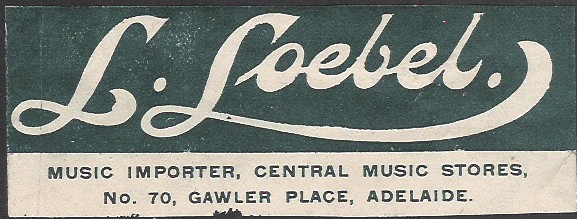 L. Loebel.
MUSIC IMPORTER, CENTRAL MUSIC STORES,
No. 70, GAWLER PLACE, ADELAIDE.